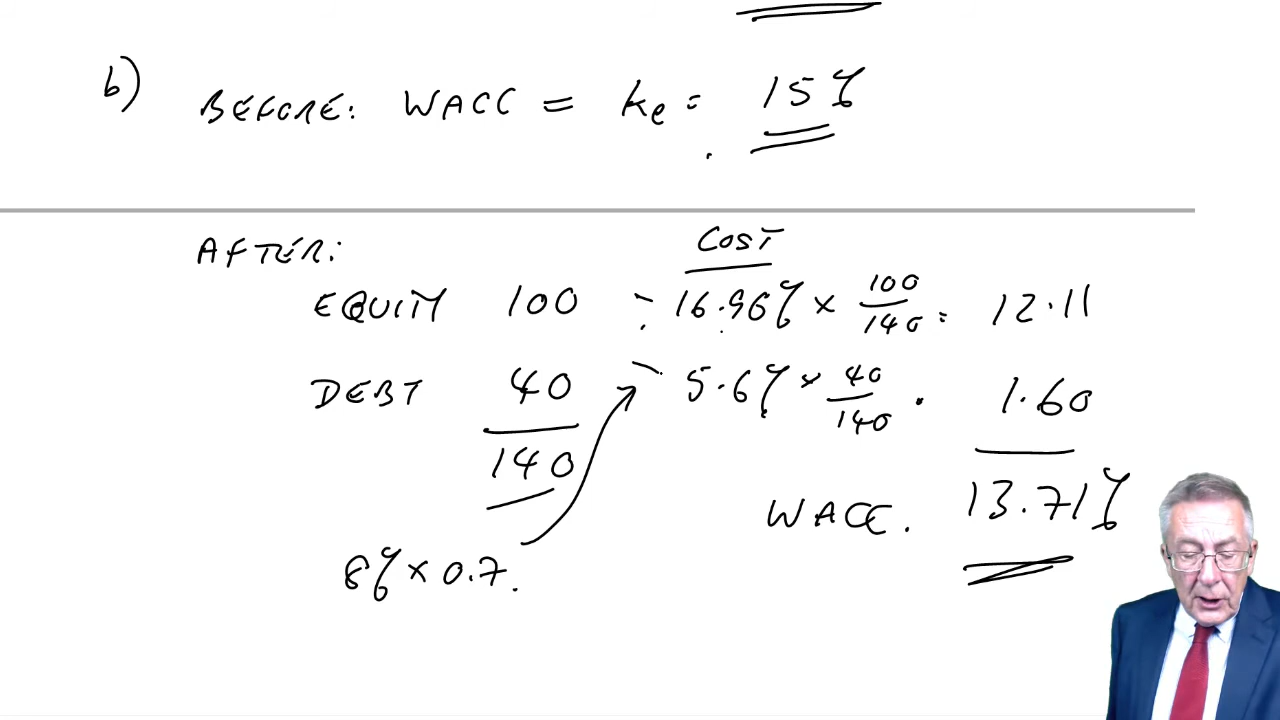 b) BEFORE: WACC = ke = 15%
AFTER:
COST
EQUITY 100 - 16.96% × 100/140 = 12.11
DEBT 40 - 5.6% × 40/140 . 1.60
140
WACC. 13.71%
8% × 0.7.